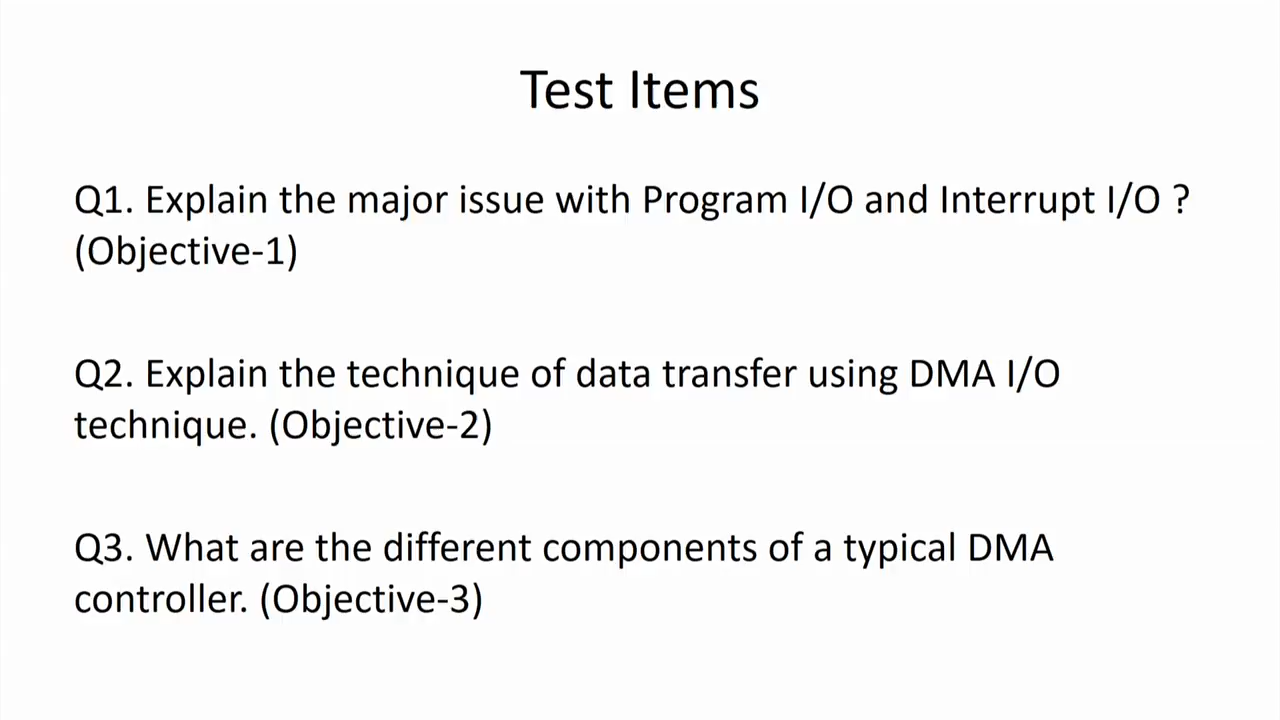 Test Items
Q1. Explain the major issue with Program I/O and Interrupt I/O ?
(Objective-1)
Q2. Explain the technique of data transfer using DMA I/O
technique. (Objective-2)
Q3. What are the different components of a typical DMA
controller. (Objective-3)